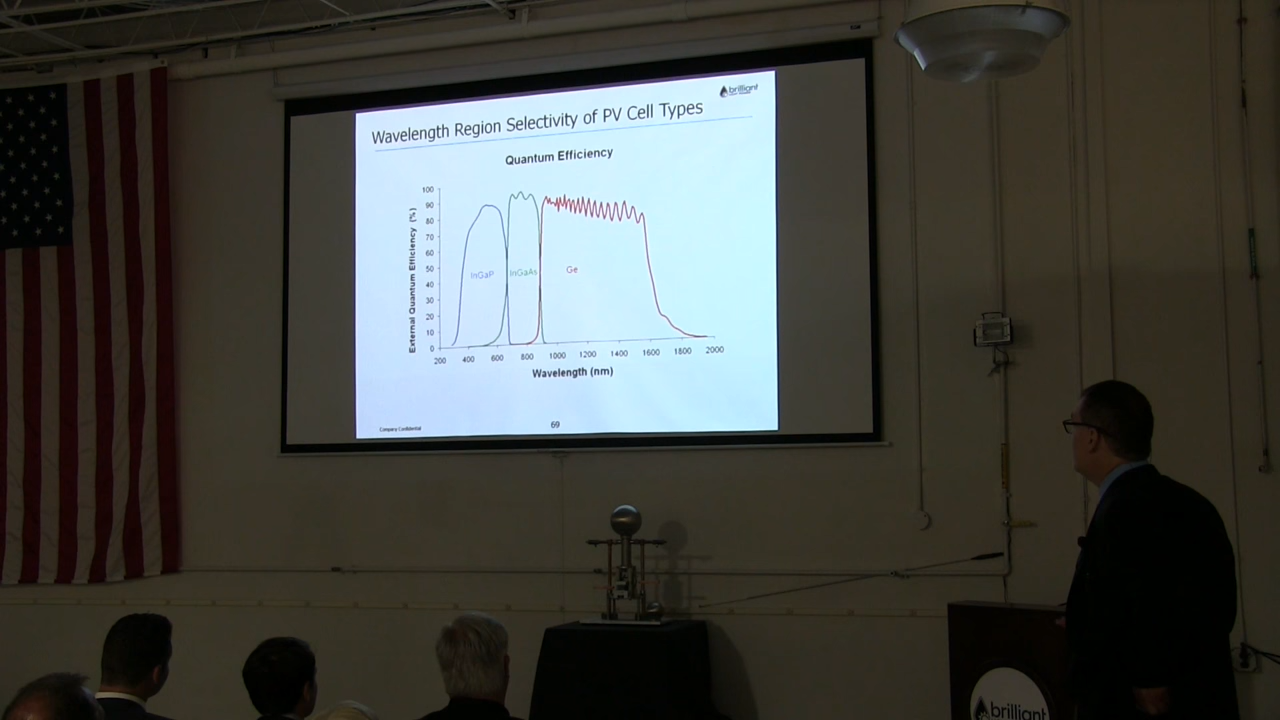 brilliant
Wavelength Region Selectivity of PV Cell Types
Quantum Efficiency
External Quantum Efficiency (%)
100
90
80
70
60
50
40
30
20
10
0
InGaP
InGaAs
Ge
200 400 600 800 1000 1200 1400 1600 1800 2000
Wavelength (nm)
Company Confidential
69
brilliant